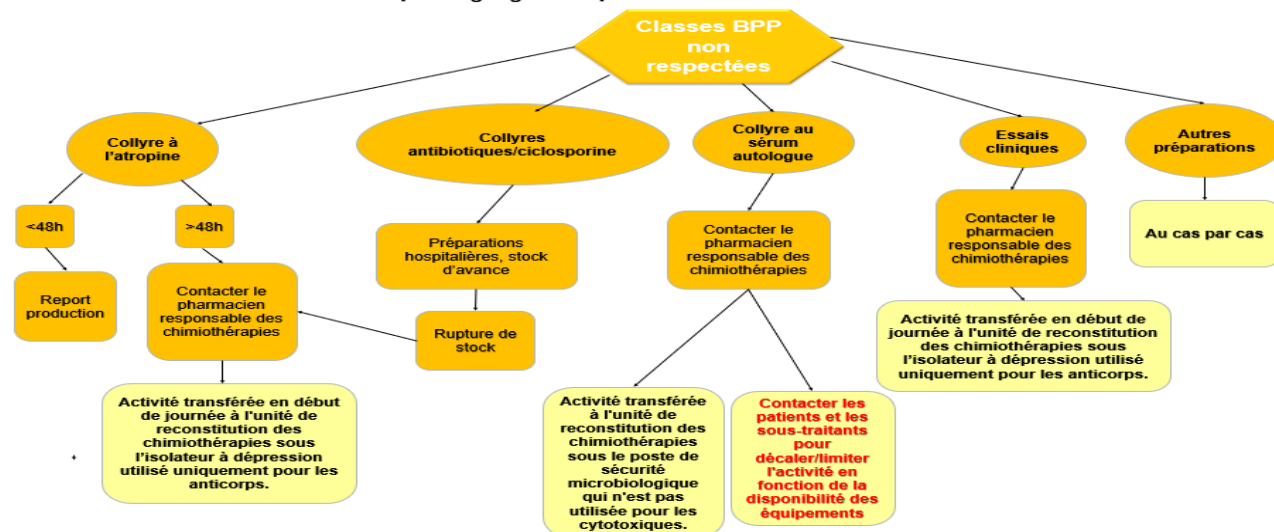 Classes BPP
non
respectées
Collyre à
l'atropine
Collyres
antibiotiques/ciclosporine
Collyre au
sérum
autologue
Essais
cliniques
Autres
préparations
<48h
>48h
Préparations
hospitalières, stock
d'avance
Contacter le
pharmacien
responsable des
chimiothérapies
Contacter le
pharmacien
responsable des
chimiothérapies
Au cas par cas
Report
production
Contacter le
pharmacien
responsable des
chimiothérapies
Rupture de
stock
Activité transférée en début de
journée à l'unité de reconstitution
des chimiothérapies sous
l'isolateur à dépression utilisé
uniquement pour les anticorps.
Activité transférée en début
de journée à l'unité de
reconstitution des
chimiothérapies sous
l'isolateur à dépression
utilisé uniquement pour les
anticorps.
Activité transférée
à l'unité de
reconstitution des
chimiothérapies
sous le poste de
sécurité
microbiologique
qui n'est pas
utilisée pour les
cytotoxiques.
Contacter les
patients et les
sous-traitants
pour
décaler/limiter
l'activité en
fonction de la
disponibilité des
équipements